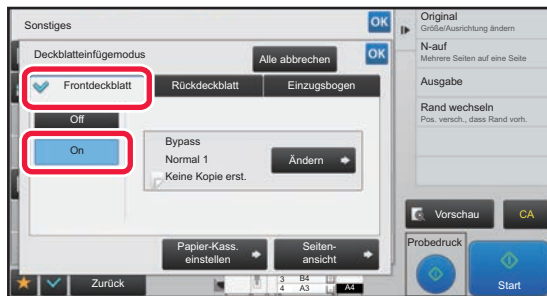 Sonstiges
OK
Deckblatteinfügemodus
Alle abbrechen
OK
Frontdeckblatt
Rückdeckblatt
Einzugsbogen
Off
On
Bypass
Normal 1
Keine Kopie erst.
Ändern
Papier-Kass.
einstellen
Seiten-
ansicht
Zurück
3 B4
4 A3
A4
Original
Größe/Ausrichtung ändern
N-auf
Mehrere Seiten auf eine Seite
Ausgabe
Rand wechseln
Pos. versch., dass Rand vorh.
Vorschau
CA
Probedruck
Start